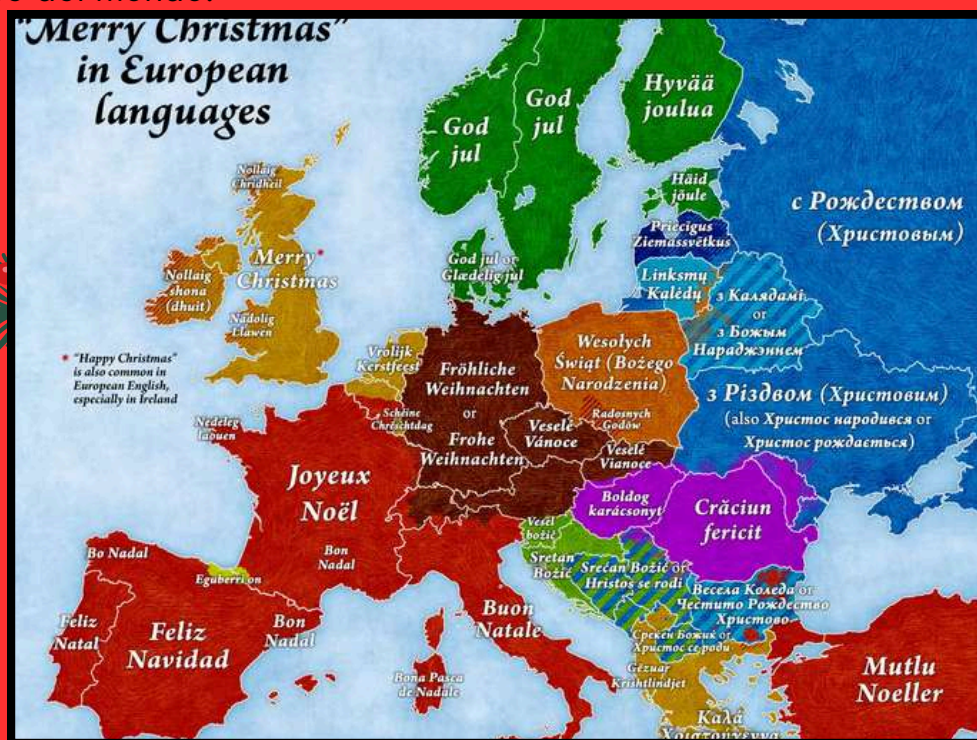 "Merry Christmas"
in European
languages
God
jul
God
jul
Hyvää
joulua
Nollaig
Chridheil
Häid
jõule
с Рождеством
(Христовым)
Priecīgus
Ziemassvētkus
God jul or
Glædelig jul
Merry*
Christmas
Nollaig
shona
(dhuit)
Linksmų
Kalėdų
з Калядамі
or
з Божым
Нараджэннем
Nadolig
Llawen
* "Happy Christmas"
is also common in
European English,
especially in Ireland
Vrolijk
Kerstfeest
Fröhliche
Weihnachten
or
Frohe
Weihnachten
Wesołych
Świąt (Bożego
Narodzenia)
Radosnych
Godōw
з Різдвом (Христовим)
(also Христос народився or
Христос рождається)
Schéine
Chrëschtdag
Veselé
Vánoce
Veselé
Vianoce
Nedeleg
laouen
Joyeux
Noël
Boldog
karácsonyt
Crăciun
fericit
Vesel
božič
Bo Nadal
Bon
Nadal
Eguberri on
Sretan
Božić
Srećan Božić or
Hristos se rodi
Весела Коледа or
Честито Рождество
Христово
Feliz
Natal
Feliz
Navidad
Bon
Nadal
Buon
Natale
Среќен Божиќ or
Христос се роди
Gëzuar
Krishtlindjet
Bona Pasca
de Nadale
Mutlu
Noeller
Καλά
Χριστούγεννα